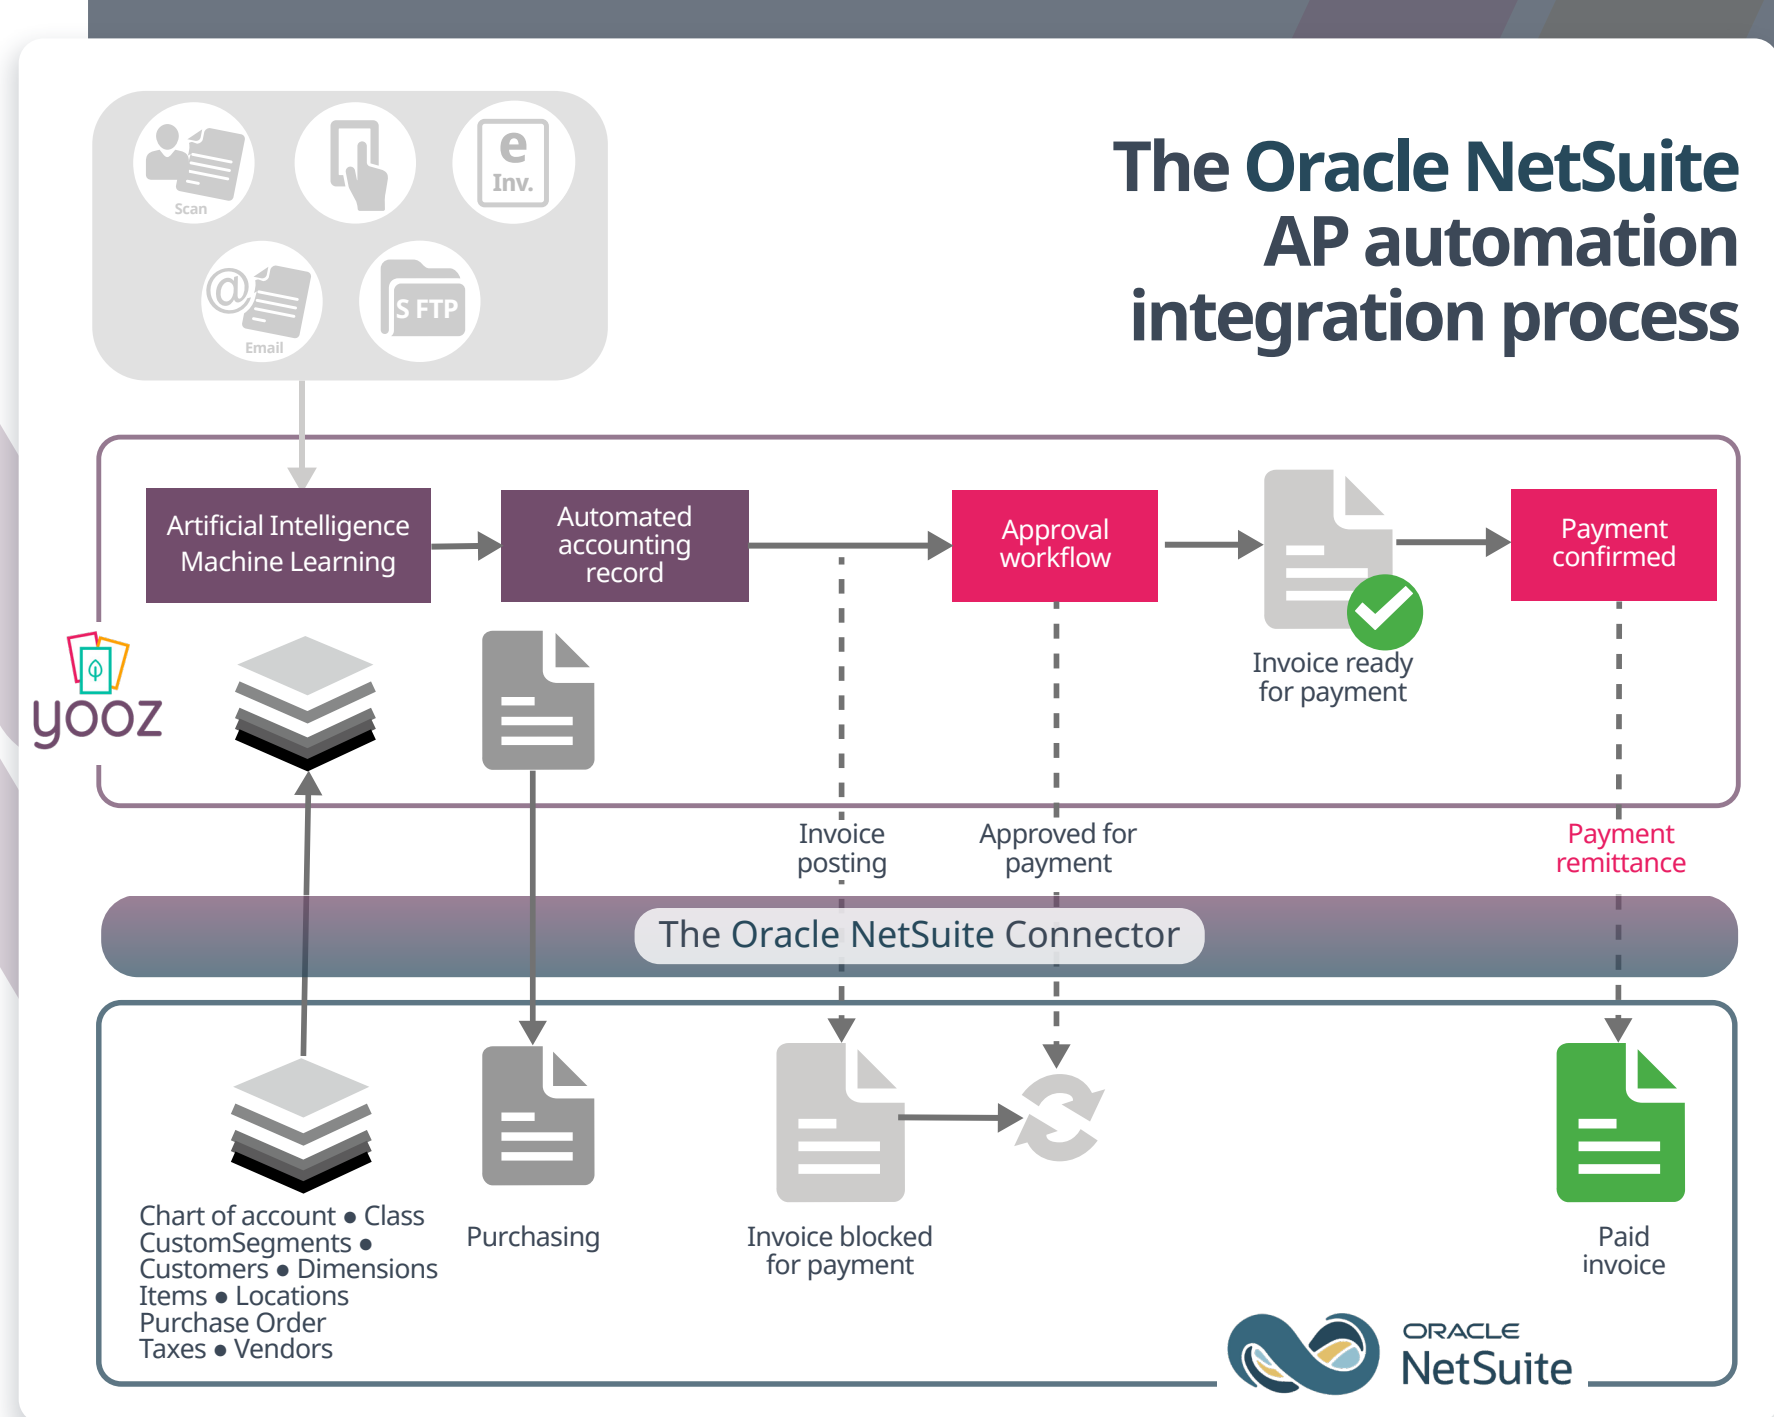 The Oracle NetSuite
AP automation
integration process
e
Inv.
Scan
@
Email
S FTP
Artificial Intelligence
Machine Learning
Automated
accounting
record
Approval
workflow
Payment
confirmed
Invoice ready
for payment
yooz
Invoice
posting
Approved for
payment
Payment
remittance
The Oracle NetSuite Connector
Chart of account ● Class
CustomSegments ●
Customers ● Dimensions
Items ● Locations
Purchase Order
Taxes ● Vendors
Purchasing
Invoice blocked
for payment
Paid
invoice
ORACLE
NetSuite